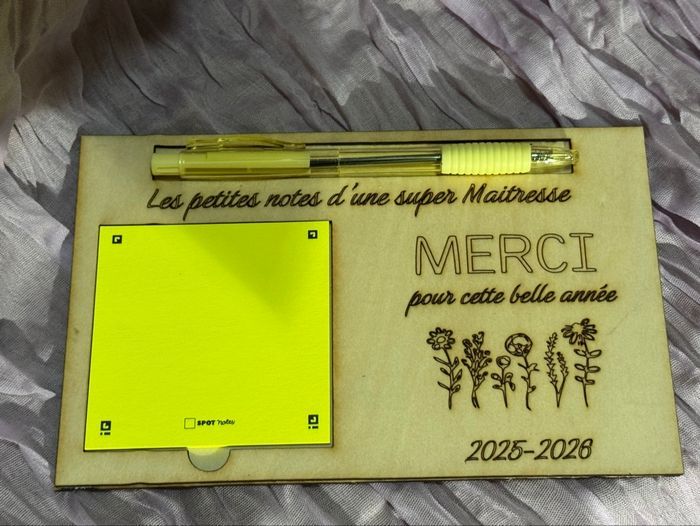 Les petites notes d'une super Maitresse
MERCI
pour cette belle année
SPOT notes
2025-2026